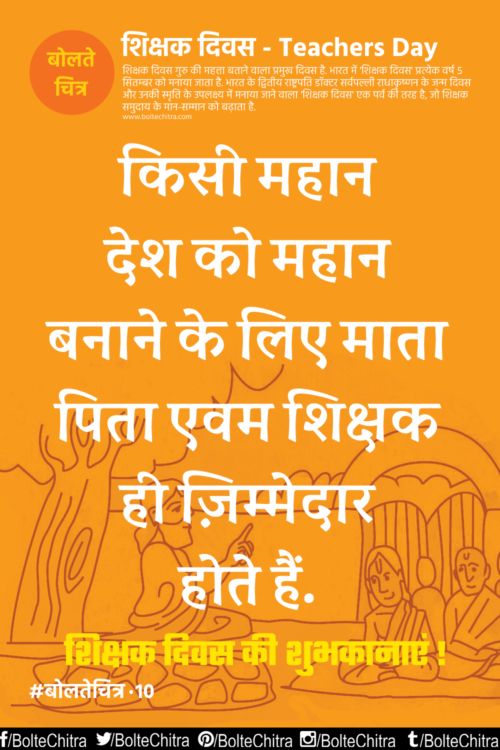 बोलते
चित्र
शिक्षक दिवस - Teachers Day
शिक्षक दिवस गुरु की महत्ता बताने वाला प्रमुख दिवस है. भारत में 'शिक्षक दिवस' प्रत्येक वर्ष 5
सितम्बर को मनाया जाता है. भारत के द्वितीय राष्ट्रपति डॉक्टर सर्वपल्ली राधाकृष्णन के जन्म दिवस
और उनकी स्मृति के उपलक्ष्य में मनाया जाने वाला 'शिक्षक दिवस' एक पर्व की तरह है, जो शिक्षक
समुदाय के मान-सम्मान को बढ़ाता है.
www.boltechitra.com
किसी महान
देश को महान
बनाने के लिए माता
पिता एवम शिक्षक
ही ज़िम्मेदार
होते हैं.
शिक्षक दिवस की शुभकानाएं !
#बोलतेचित्र •10
/BolteChitra /BolteChitra /BolteChitra /BolteChitra /BolteChitra